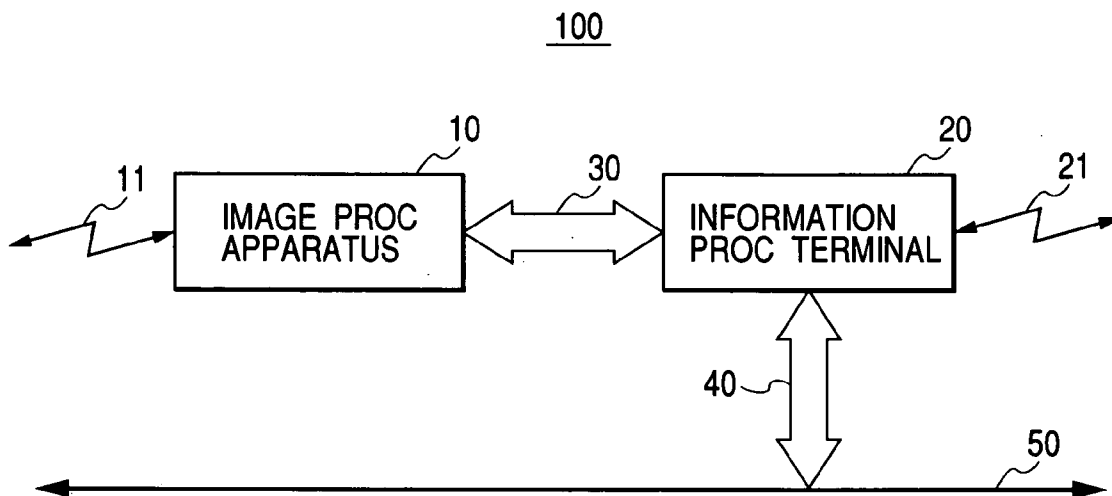 100
10
20
11
30
21
IMAGE PROC
APPARATUS
INFORMATION
PROC TERMINAL
40
50